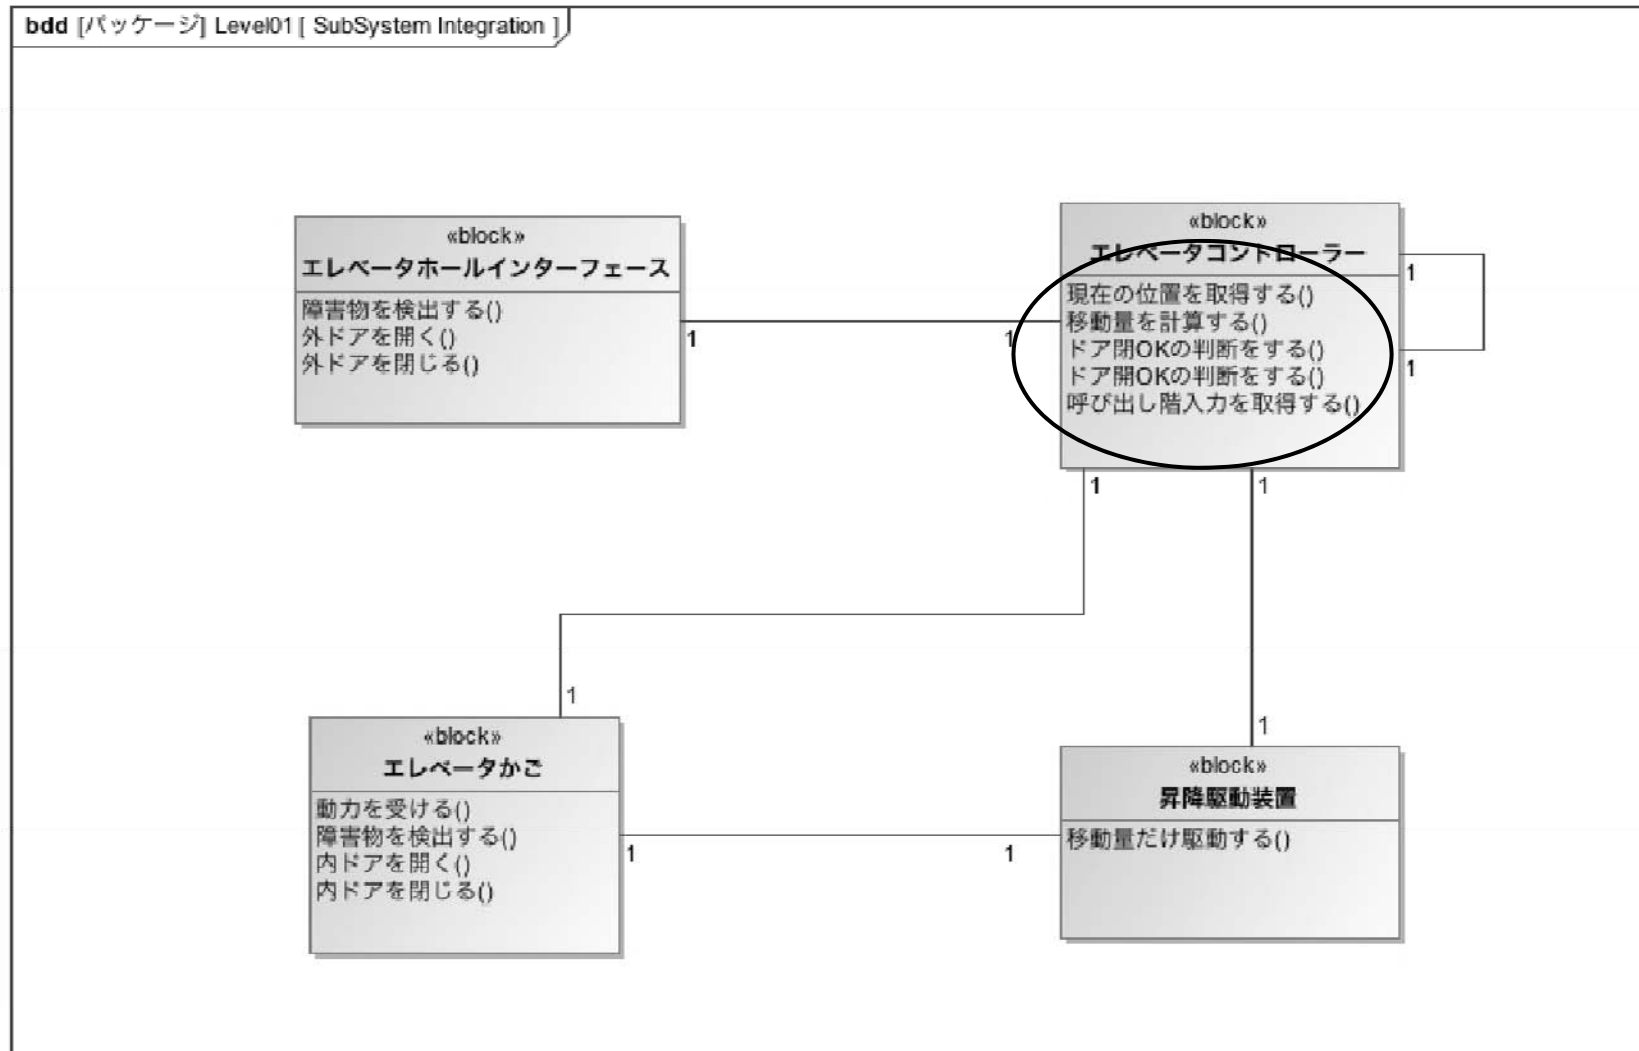 bdd [パッケージ] Level01 [ SubSystem Integration ]
«block»
エレベータホールインターフェース
障害物を検出する()
外ドアを開く()
外ドアを閉じる()
«block»
エレベータコントローラー
現在の位置を取得する()
移動量を計算する()
ドア閉OKの判断をする()
ドア開OKの判断をする()
呼び出し階入力を取得する()
1
1
1
1
1
1
1
1
«block»
エレベータかご
動力を受ける()
障害物を検出する()
内ドアを開く()
内ドアを閉じる()
1
1
«block»
昇降駆動装置
移動量だけ駆動する()